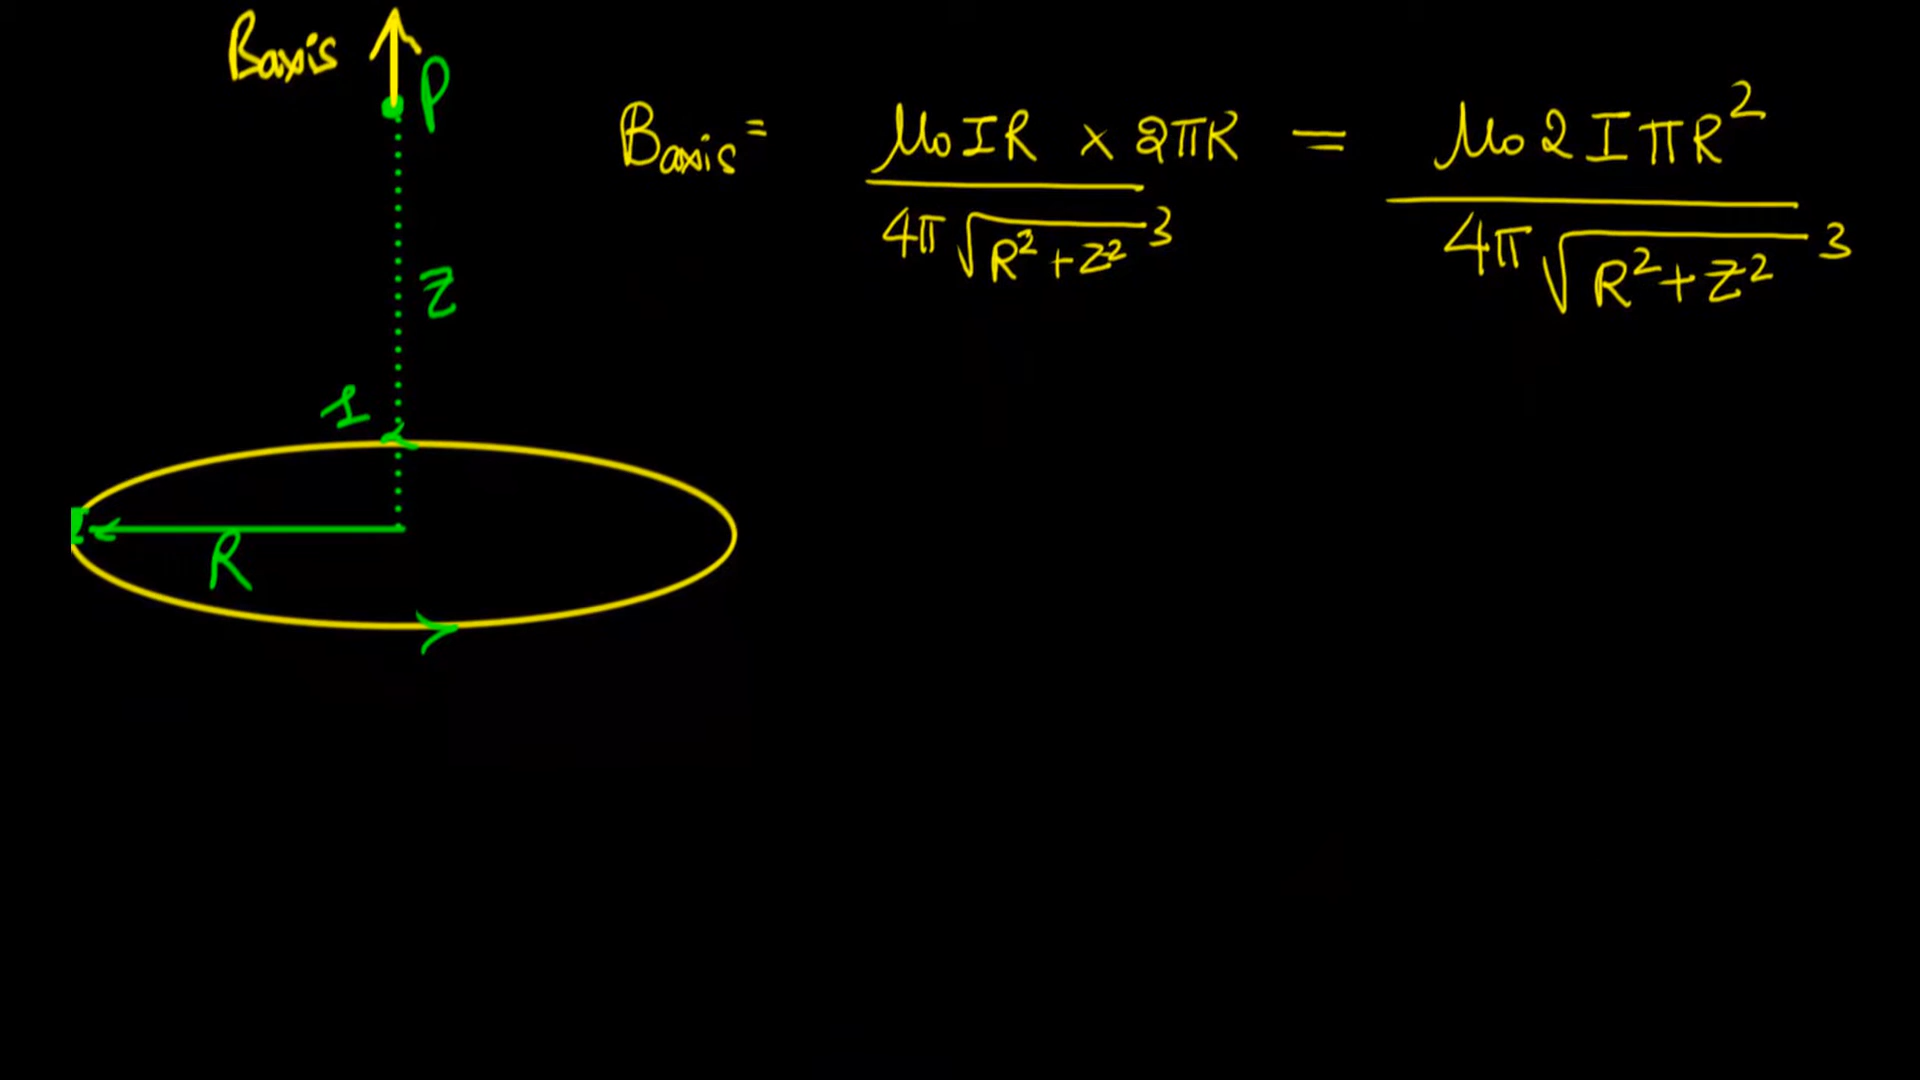 Baxis
P
Baxis = μ₀IR × 2πR / 4π√(R²+Z²)³ = μ₀2IπR² / 4π√(R²+Z²)³
Z
I
R